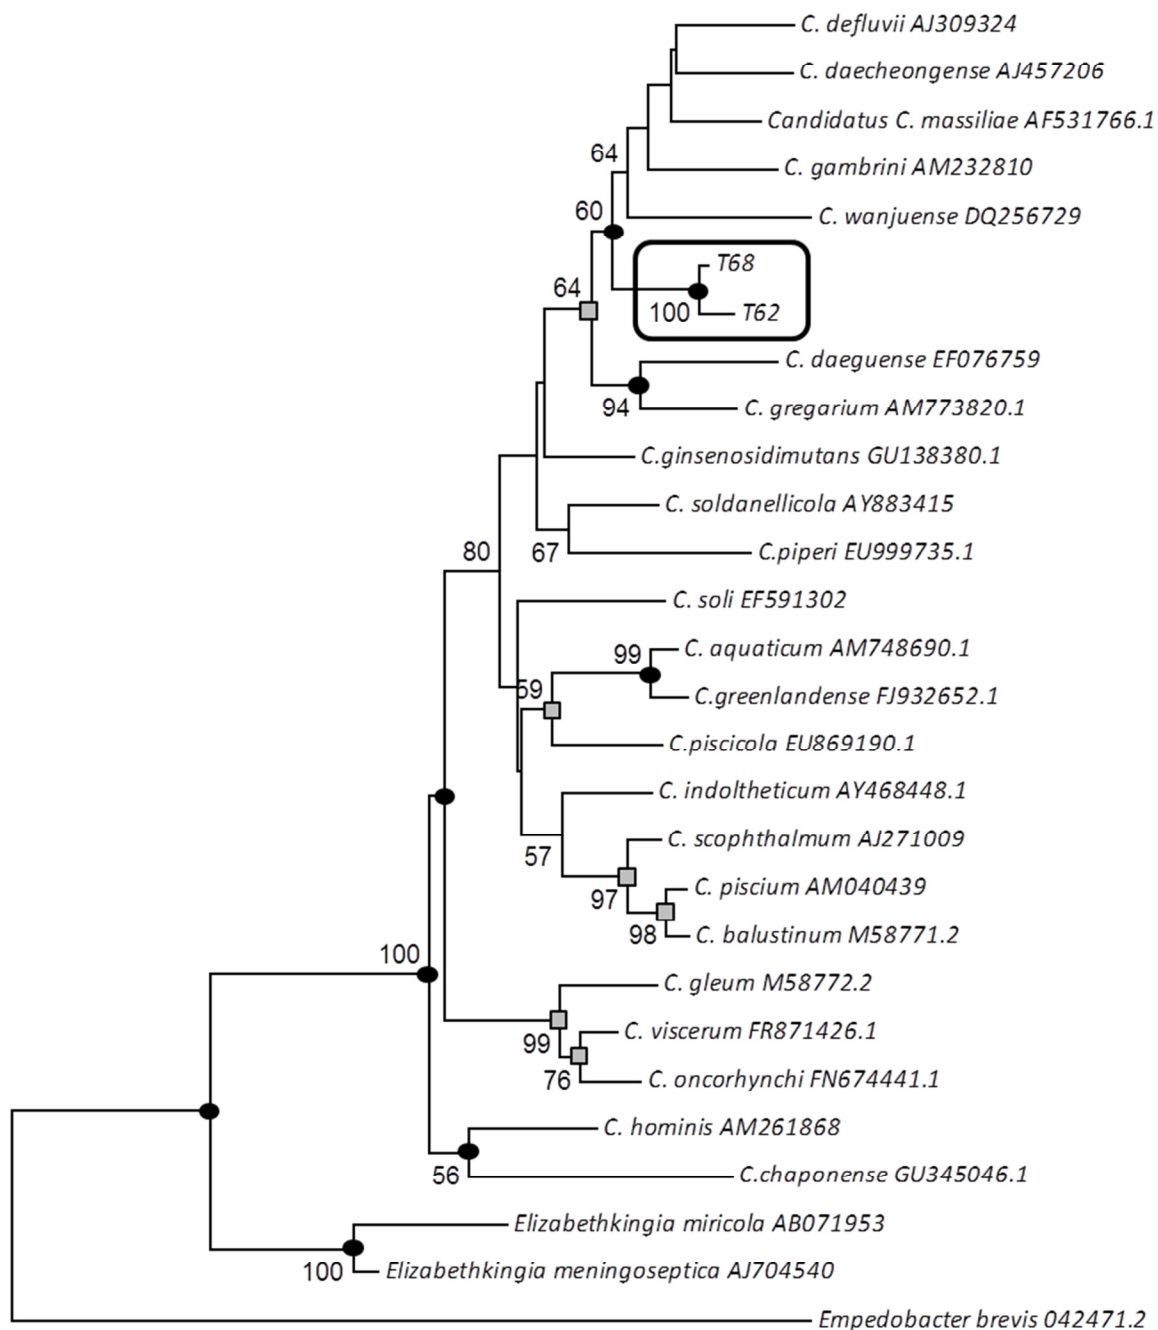 C. defluvii AJ309324
C. daecheongense AJ457206
Candidatus C. massiliae AF531766.1
64
C. gambrini AM232810
60
C. wanjuense DQ256729
T68
64
100
T62
C. daeguense EF076759
94
C. gregarium AM773820.1
C.ginsenosidimutans GU138380.1
C. soldanellicola AY883415
80
67
C.piperi EU999735.1
C. soli EF591302
99
C. aquaticum AM748690.1
59
C.greenlandense FJ932652.1
C.piscicola EU869190.1
C. indoltheticum AY468448.1
C. scophthalmum AJ271009
57
C. piscium AM040439
97
98
C. balustinum M58771.2
100
C. gleum M58772.2
C. viscerum FR871426.1
99
76
C. oncorhynchi FN674441.1
C. hominis AM261868
56
C.chaponense GU345046.1
Elizabethkingia miricola AB071953
100
Elizabethkingia meningoseptica AJ704540
Empedobacter brevis 042471.2